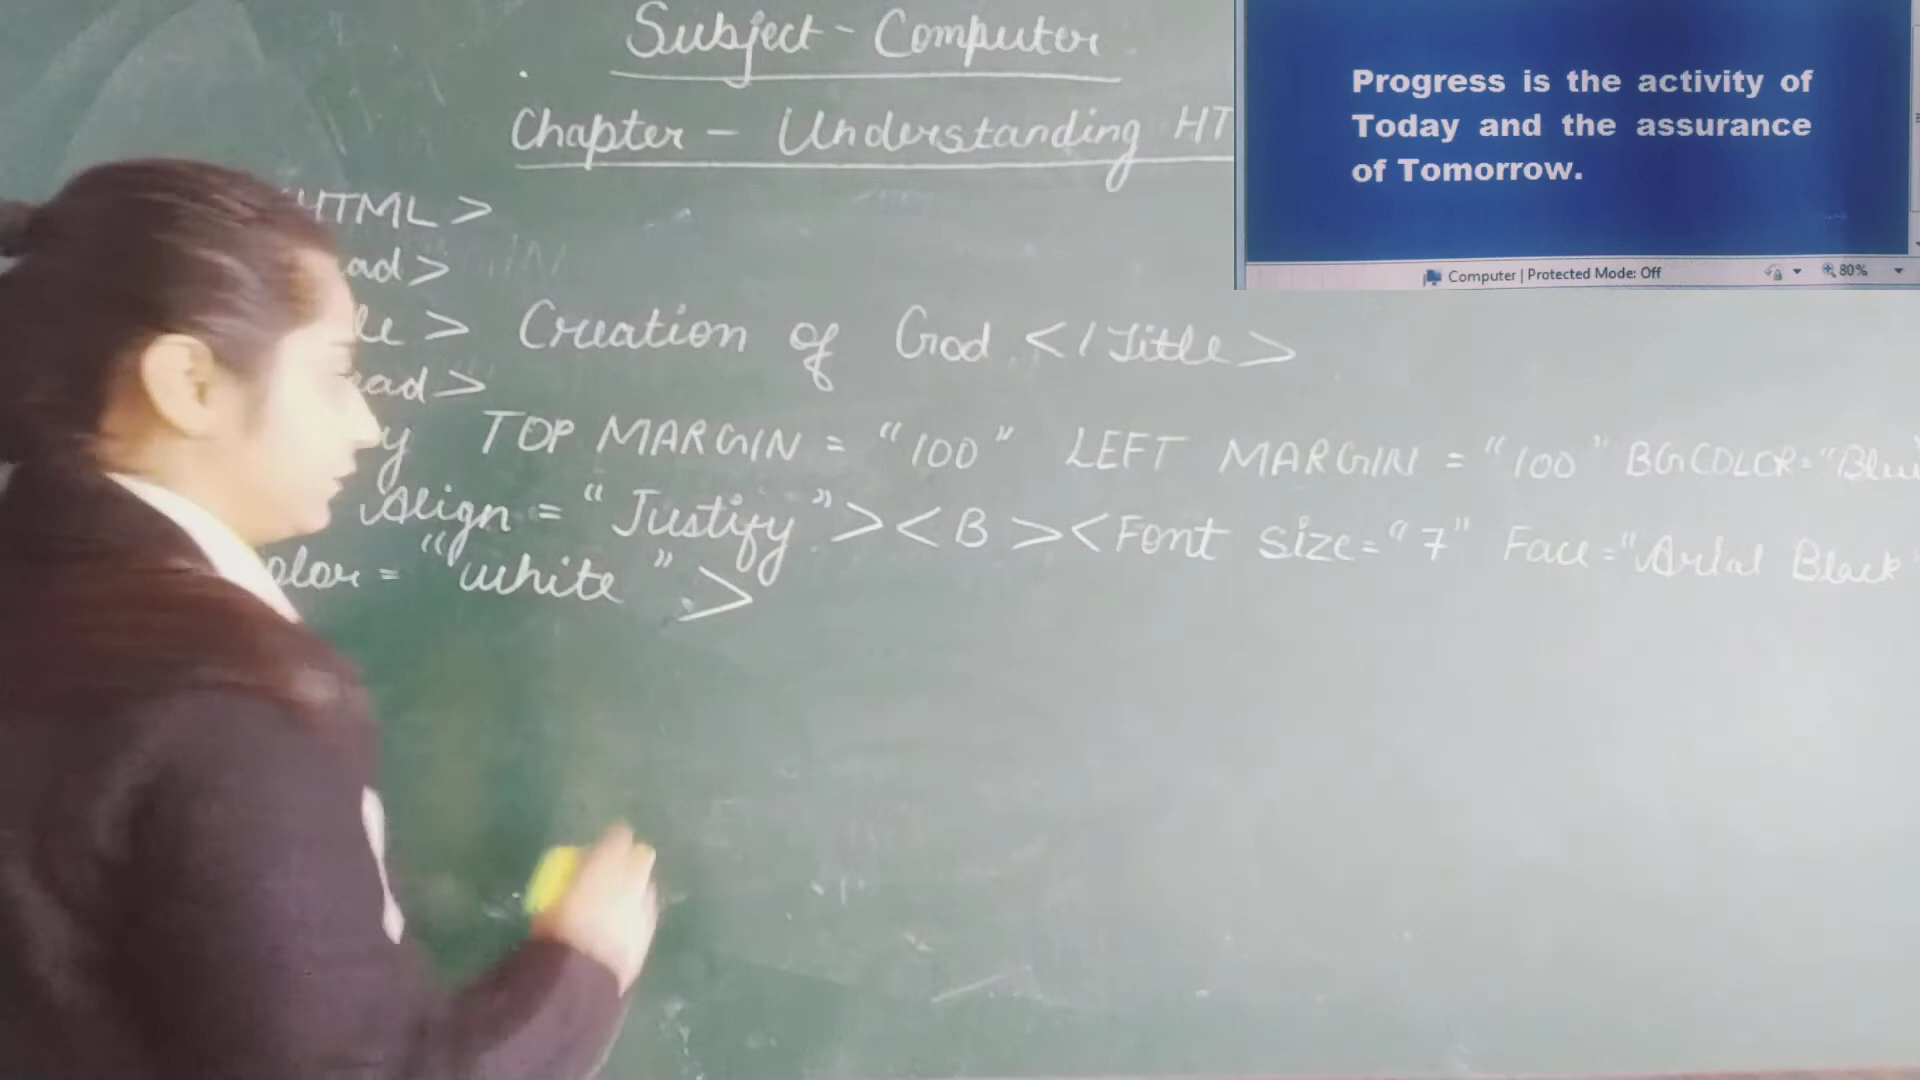 Subject - Computer
Chapter - Understanding HT
HTML>
ad>
le> Creation of God </Title>
ead>
y TOP MARGIN = "100" LEFT MARGIN = "100" BGCOLOR="Blu
Align = "Justify"><B><Font size="7" Face="Arial Black"
olor = "white">
Progress is the activity of
Today and the assurance
of Tomorrow.
Computer | Protected Mode: Off
80%